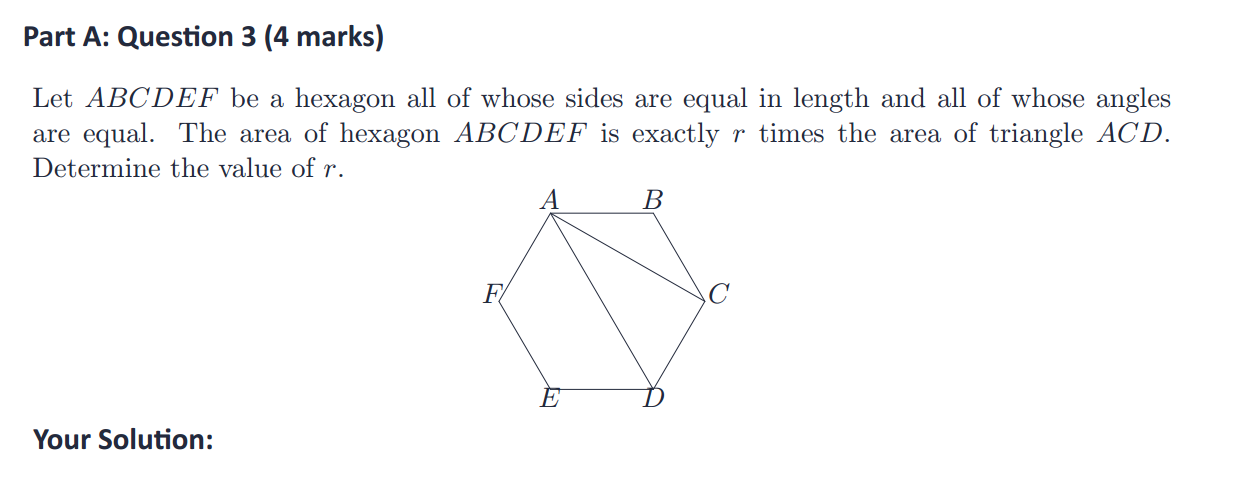 Part A: Question 3 (4 marks)
Let ABCDEF be a hexagon all of whose sides are equal in length and all of whose angles
are equal. The area of hexagon ABCDEF is exactly r times the area of triangle ACD.
Determine the value of r.
A B
F C
E D
Your Solution: